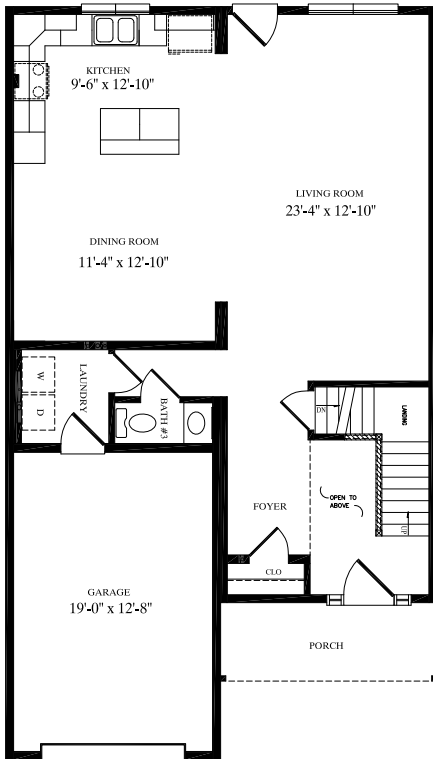 KITCHEN
9'-6" x 12'-10"
LIVING ROOM
23'-4" x 12'-10"
DINING ROOM
11'-4" x 12'-10"
W
D
LAUNDRY
BATH #3
DN
LANDING
UP
OPEN TO
ABOVE
FOYER
CLO
GARAGE
19'-0" x 12'-8"
PORCH